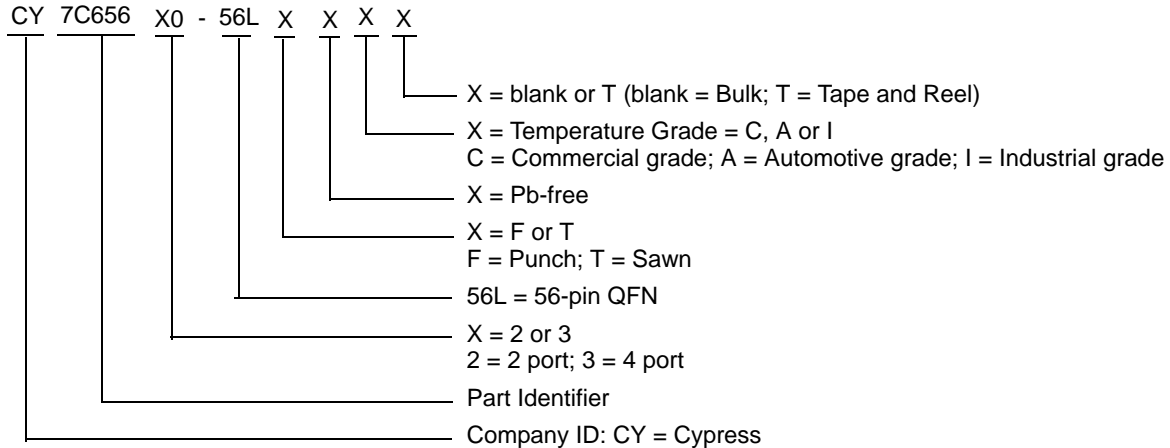 CY 7C656 X0 - 56L X X X X
X = blank or T (blank = Bulk; T = Tape and Reel)
X = Temperature Grade = C, A or I
C = Commercial grade; A = Automotive grade; I = Industrial grade
X = Pb-free
X = F or T
F = Punch; T = Sawn
56L = 56-pin QFN
X = 2 or 3
2 = 2 port; 3 = 4 port
Part Identifier
Company ID: CY = Cypress